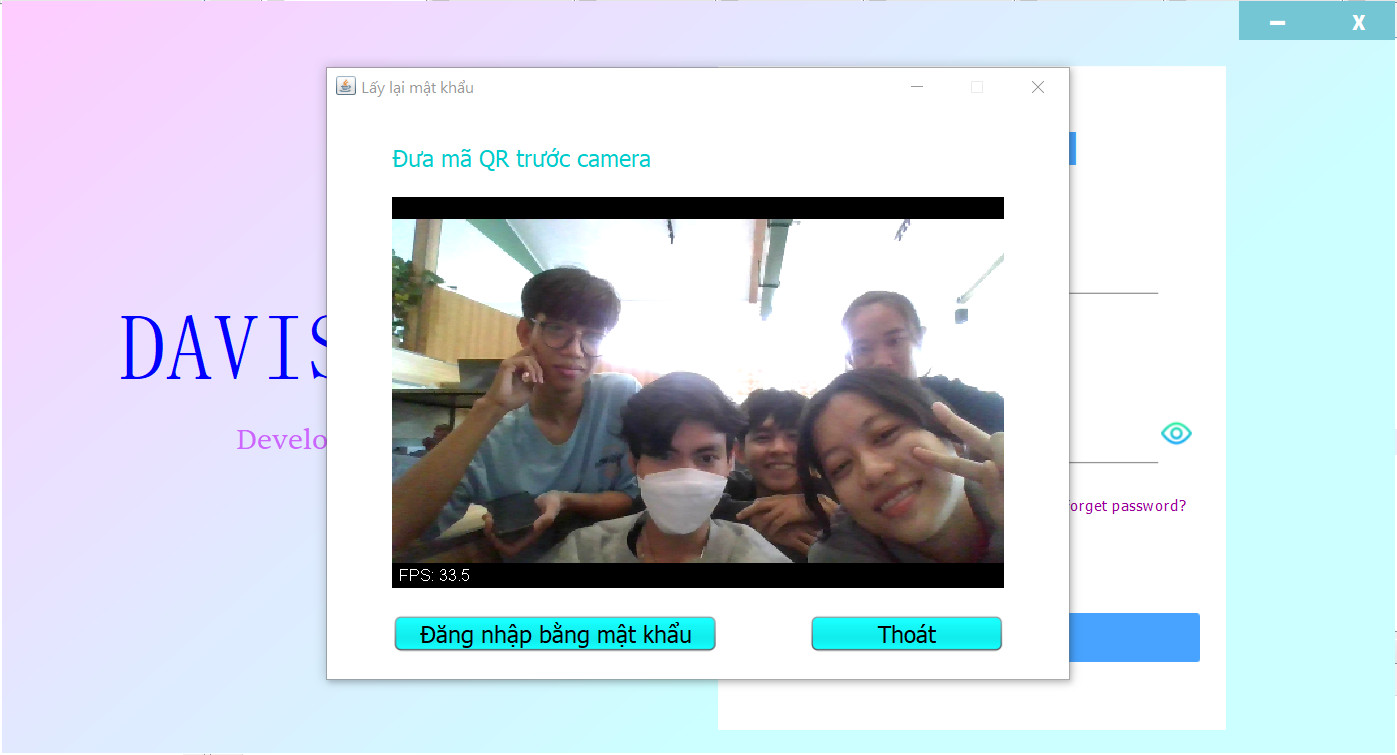 X
Lấy lại mật khẩu
Đưa mã QR trước camera
DAVIS
Develo
orget password?
FPS: 33.5
Đăng nhập bằng mật khẩu
Thoát